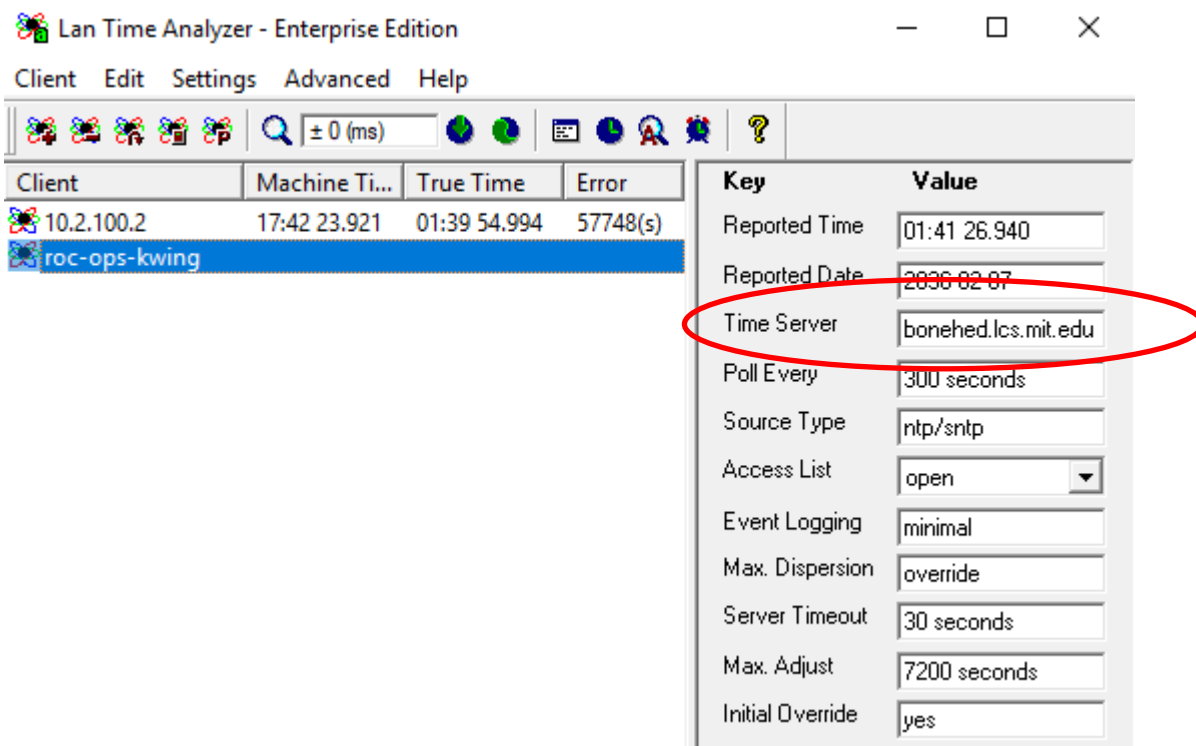 Lan Time Analyzer - Enterprise Edition
Client Edit Settings Advanced Help
± 0 (ms)
Client Machine Ti... True Time Error
10.2.100.2 17:42 23.921 01:39 54.994 57748(s)
roc-ops-kwing
Key Value
Reported Time 01:41 26.940
Reported Date 2036 02 07
Time Server bonehed.lcs.mit.edu
Poll Every 300 seconds
Source Type ntp/sntp
Access List open
Event Logging minimal
Max. Dispersion override
Server Timeout 30 seconds
Max. Adjust 7200 seconds
Initial Override yes